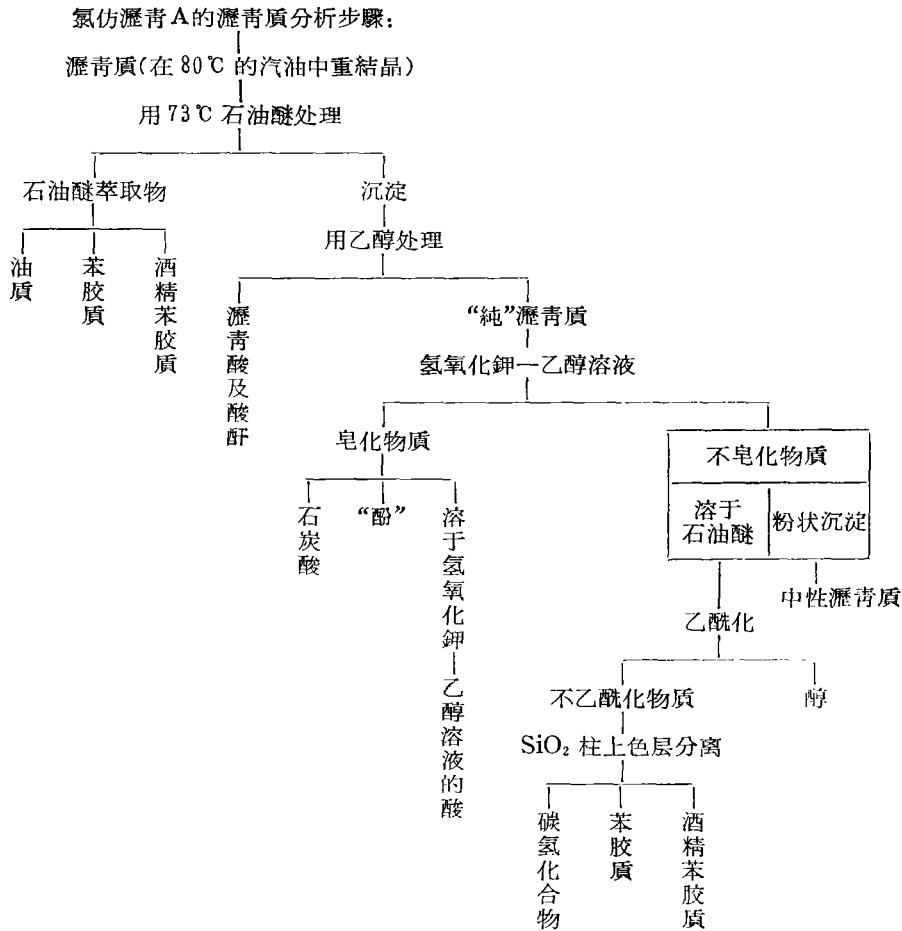 氯仿瀝青A的瀝青質分析步驟：
瀝青質(在80℃的汽油中重結晶)
用73℃石油醚处理
石油醚萃取物
沉淀
油質
苯胶質
酒精苯胶質
用乙醇处理
瀝青酸及酸酐
“純”瀝青質
氢氧化鉀—乙醇溶液
皂化物質
不皂化物質
石炭酸
“酚”
溶于氢氧化鉀—乙醇溶液的酸
溶于
石油醚
粉状沉淀
中性瀝青質
乙酰化
不乙酰化物質
醇
SiO₂ 柱上色层分离
碳氢化合物
苯胶質
酒精苯胶質